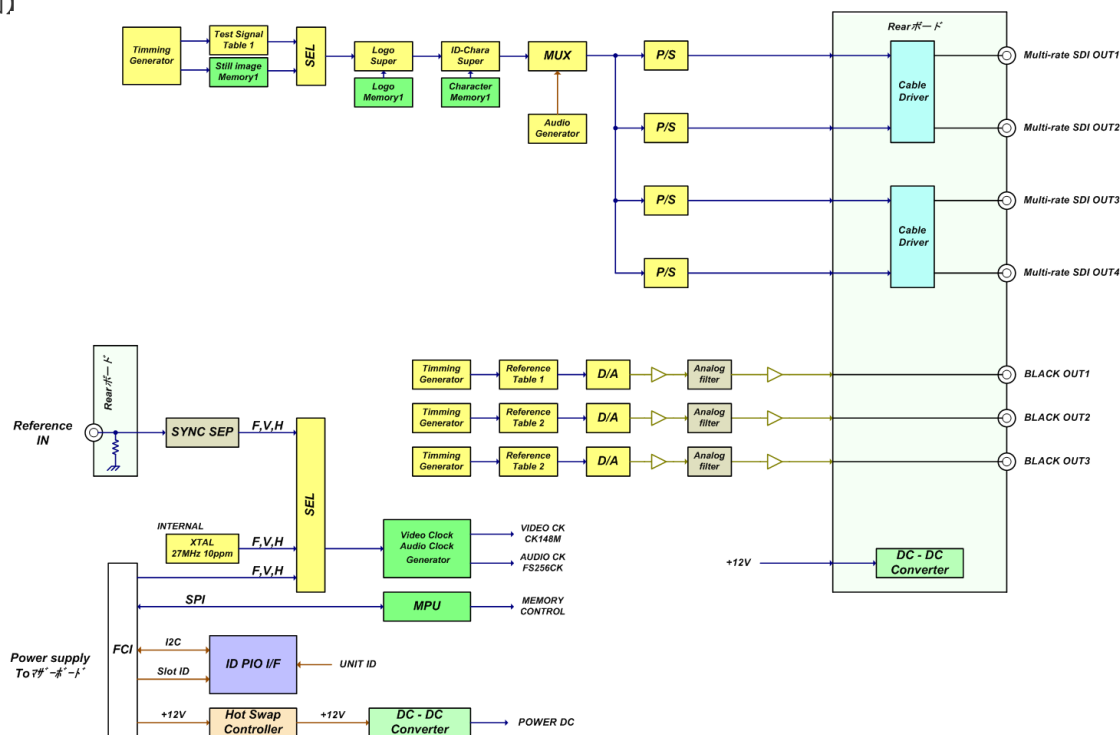 Rearボード
Timming
Generator
Test Signal
Table 1
Still image
Memory1
SEL
Logo
Super
Logo
Memory1
ID-Chara
Super
Character
Memory1
MUX
Audio
Generator
P/S
P/S
P/S
P/S
Cable
Driver
Cable
Driver
Multi-rate SDI OUT1
Multi-rate SDI OUT2
Multi-rate SDI OUT3
Multi-rate SDI OUT4
Timming
Generator
Reference
Table 1
D/A
Analog
filter
BLACK OUT1
Timming
Generator
Reference
Table 2
D/A
Analog
filter
BLACK OUT2
Timming
Generator
Reference
Table 2
D/A
Analog
filter
BLACK OUT3
+12V
DC - DC
Converter
Rearボード
Reference
IN
SYNC SEP
F,V,H
SEL
INTERNAL
XTAL
27MHz 10ppm
F,V,H
F,V,H
Video Clock
Audio Clock
Generator
VIDEO CK
CK148M
AUDIO CK
FS256CK
SPI
MPU
MEMORY
CONTROL
FCI
Power supply
Toマザーボード
I2C
Slot ID
ID PIO I/F
UNIT ID
+12V
Hot Swap
Controller
+12V
DC - DC
Converter
POWER DC